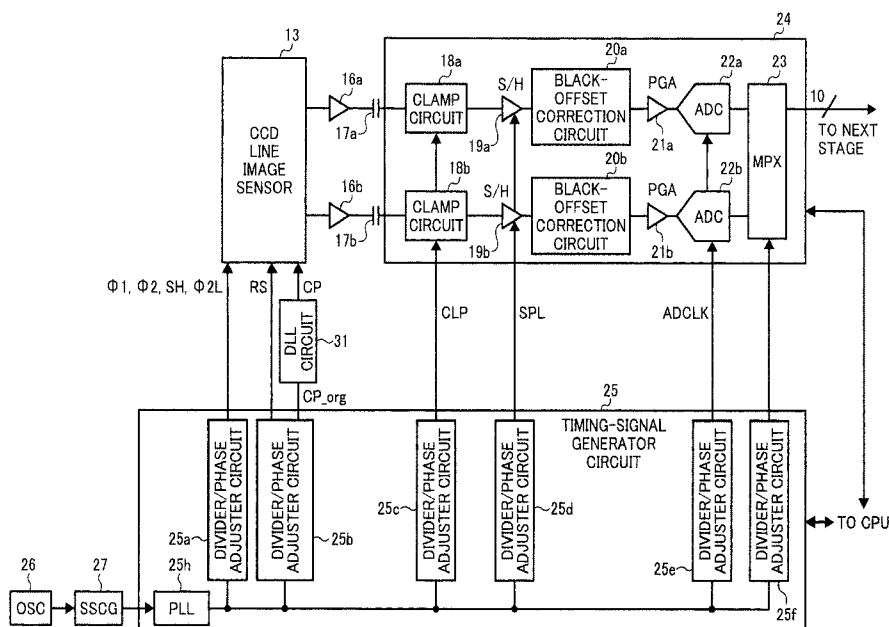 13
24
16a
18a
S/H
20a
PGA
22a
23
CCD
LINE
IMAGE
SENSOR
17a
CLAMP
CIRCUIT
19a
BLACK-
OFFSET
CORRECTION
CIRCUIT
21a
ADC
MPX
10
TO NEXT
STAGE
16b
18b
S/H
20b
PGA
22b
17b
CLAMP
CIRCUIT
19b
BLACK-
OFFSET
CORRECTION
CIRCUIT
21b
ADC
Φ1, Φ2, SH, Φ2L
RS
CP
CLP
SPL
ADCLK
DLL
CIRCUIT
31
CP_org
25
TIMING-SIGNAL
GENERATOR
CIRCUIT
DIVIDER/PHASE
ADJUSTER CIRCUIT
25a
DIVIDER/PHASE
ADJUSTER CIRCUIT
25b
DIVIDER/PHASE
ADJUSTER CIRCUIT
25c
DIVIDER/PHASE
ADJUSTER CIRCUIT
25d
DIVIDER/PHASE
ADJUSTER CIRCUIT
25e
DIVIDER/PHASE
ADJUSTER CIRCUIT
25f
TO CPU
26
27
25h
OSC
SSCG
PLL